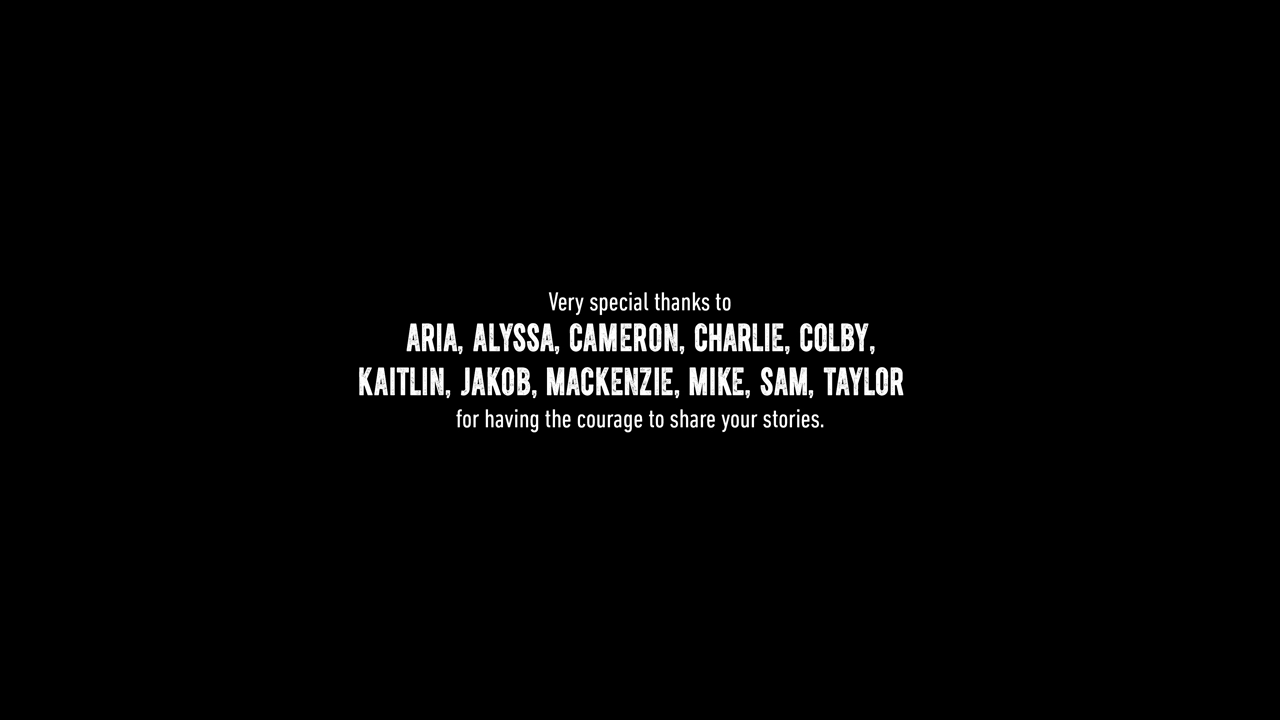 Very special thanks to
ARIA, ALYSSA, CAMERON, CHARLIE, COLBY,
KAITLIN, JAKOB, MACKENZIE, MIKE, SAM, TAYLOR
for having the courage to share your stories.